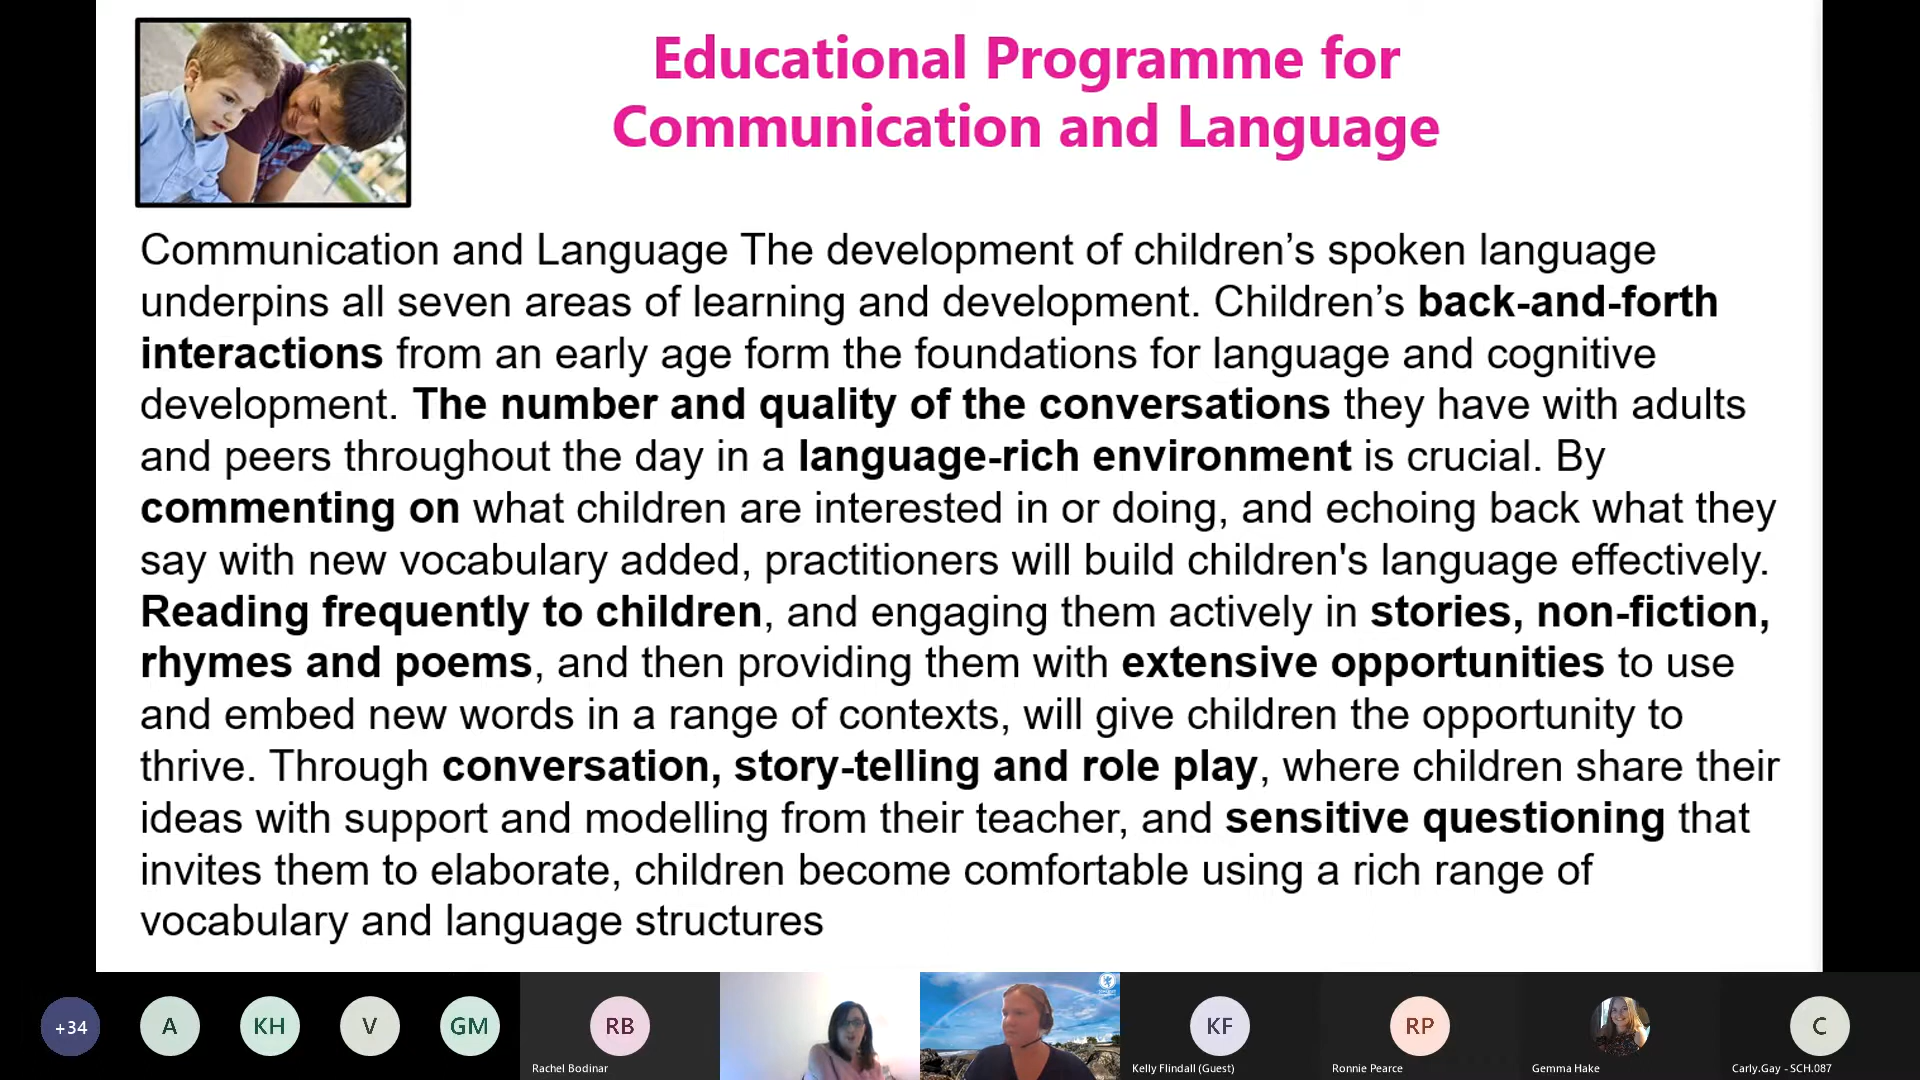 Educational Programme for
Communication and Language
Communication and Language The development of children’s spoken language
underpins all seven areas of learning and development. Children’s back-and-forth
interactions from an early age form the foundations for language and cognitive
development. The number and quality of the conversations they have with adults
and peers throughout the day in a language-rich environment is crucial. By
commenting on what children are interested in or doing, and echoing back what they
say with new vocabulary added, practitioners will build children's language effectively.
Reading frequently to children, and engaging them actively in stories, non-fiction,
rhymes and poems, and then providing them with extensive opportunities to use
and embed new words in a range of contexts, will give children the opportunity to
thrive. Through conversation, story-telling and role play, where children share their
ideas with support and modelling from their teacher, and sensitive questioning that
invites them to elaborate, children become comfortable using a rich range of
vocabulary and language structures
+34
A
KH
V
GM
RB
Rachel Bodinar
KF
Kelly Flindall (Guest)
RP
Ronnie Pearce
Gemma Hake
C
Carly.Gay - SCH.087